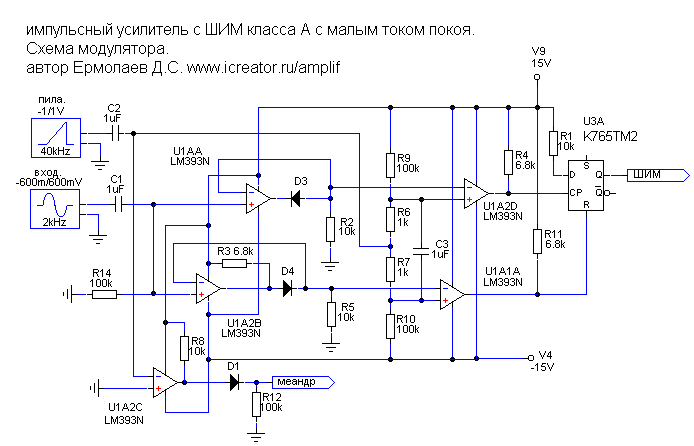 импульсный усилитель с ШИМ класса А с малым током покоя.
Схема модулятора.
автор Ермолаев Д.С. www.icreator.ru/amplif
V9
15V
пила.
-1/1V
C2
1uF
40kHz
U3A
K765TM2
U1AA
LM393N
R1
10k
R4
6.8k
R9
100k
S
D
Q
CP
Q
R
ШИМ
вход.
-600m/600mV
C1
1uF
2kHz
D3
R2
10k
R6
1k
U1A2D
LM393N
R11
6.8k
R3 6.8k
D4
C3
1uF
R7
1k
U1A1A
LM393N
R14
100k
U1A2B
LM393N
R5
10k
R10
100k
R8
10k
V4
-15V
D1
меандр
U1A2C
LM393N
R12
100k